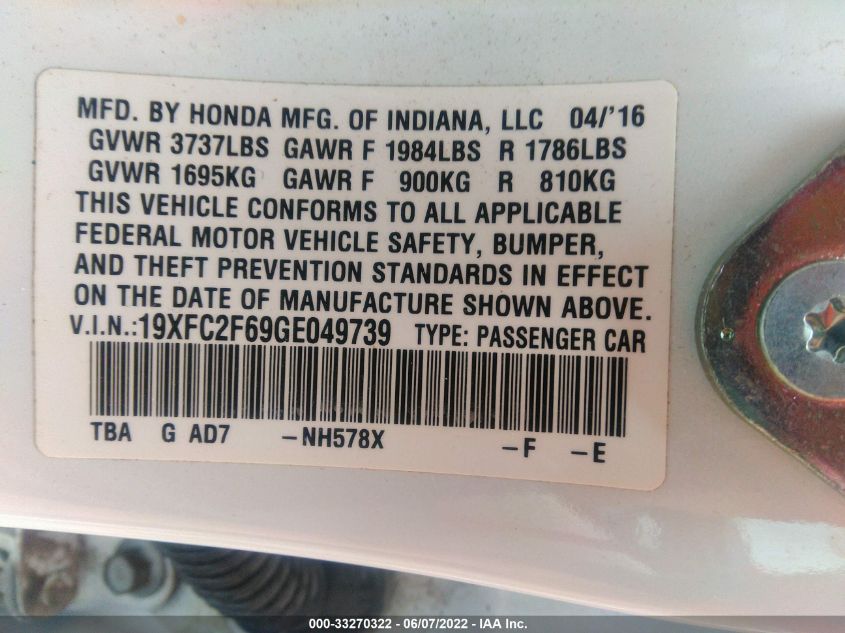 MFD. BY HONDA MFG. OF INDIANA, LLC 04/'16
GVWR 3737LBS GAWR F 1984LBS R 1786LBS
GVWR 1695KG GAWR F 900KG R 810KG
THIS VEHICLE CONFORMS TO ALL APPLICABLE
FEDERAL MOTOR VEHICLE SAFETY, BUMPER,
AND THEFT PREVENTION STANDARDS IN EFFECT
ON THE DATE OF MANUFACTURE SHOWN ABOVE.
V.I.N.:19XFC2F69GE049739 TYPE: PASSENGER CAR
TBA G AD7 -NH578X -F -E
000-33270322 - 06/07/2022 - IAA Inc.